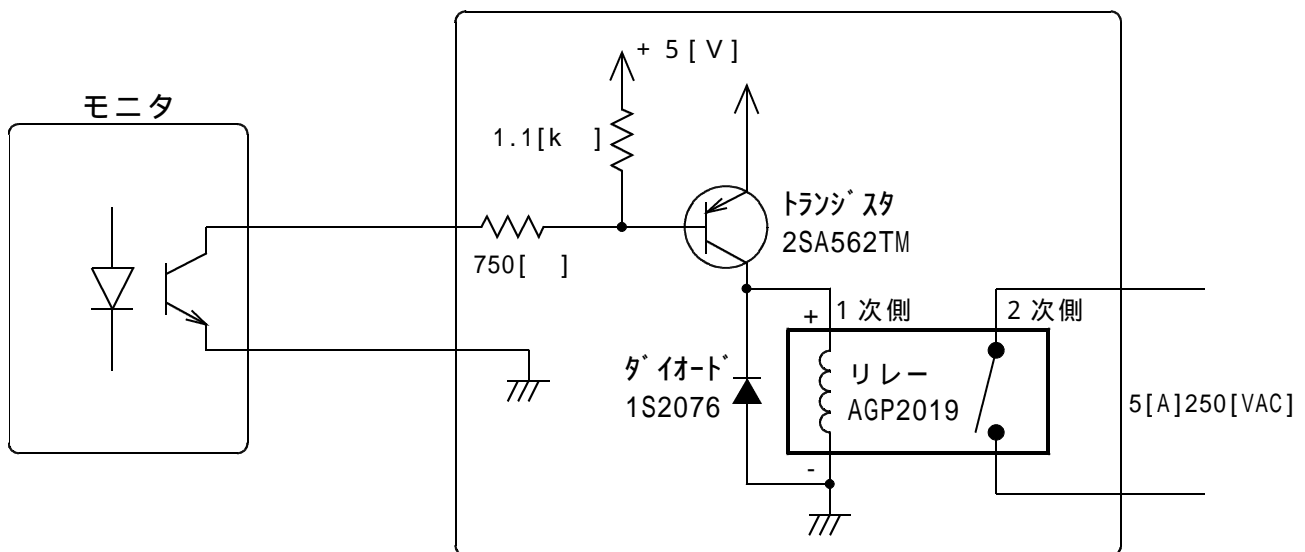 モニタ
+ 5 [ V ]
1.1[k ]
750[ ]
トランジスタ
2SA562TM
ダイオード
1S2076
+
1 次側
2 次側
リレー
AGP2019
-
5[A]250[VAC]